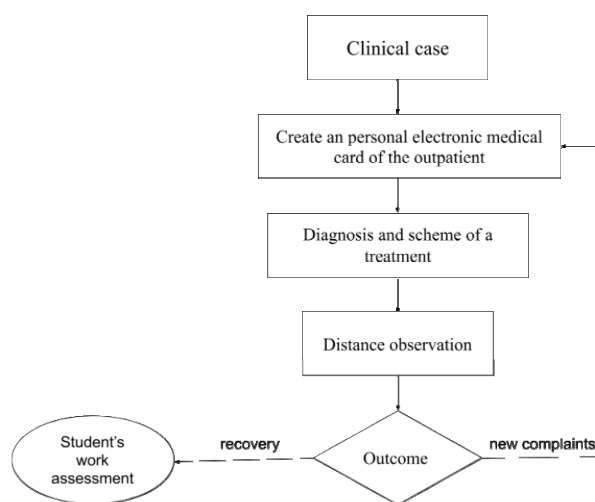 Clinical case
Create an personal electronic medical
card of the outpatient
Diagnosis and scheme of a
treatment
Distance observation
Student's
work
assessment
recovery
Outcome
new complaints